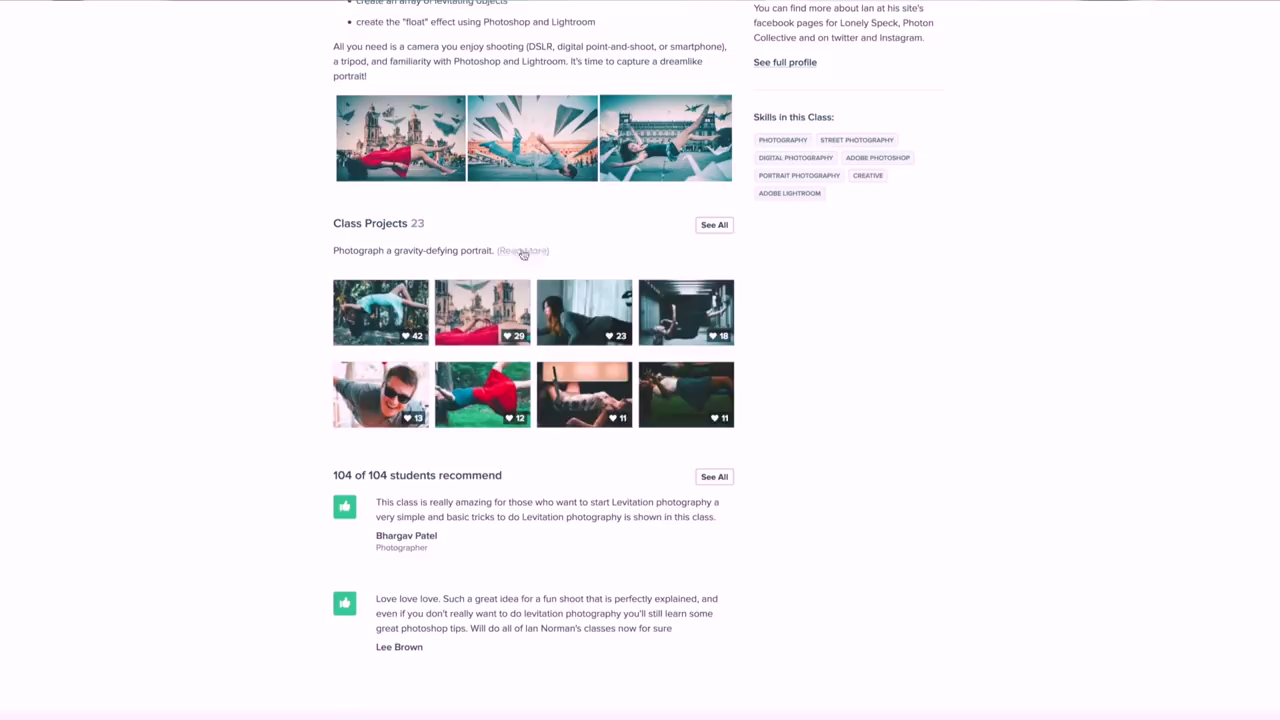 create an array of levitating objects
create the "float" effect using Photoshop and Lightroom
All you need is a camera you enjoy shooting (DSLR, digital point-and-shoot, or smartphone),
a tripod, and familiarity with Photoshop and Lightroom. It's time to capture a dreamlike
portrait!
You can find more about Ian at his site's
facebook pages for Lonely Speck, Photon
Collective and on twitter and Instagram.
See full profile
Skills in this Class:
PHOTOGRAPHY STREET PHOTOGRAPHY
DIGITAL PHOTOGRAPHY ADOBE PHOTOSHOP
PORTRAIT PHOTOGRAPHY CREATIVE
ADOBE LIGHTROOM
Class Projects 23 See All
Photograph a gravity-defying portrait. (Read More)
42 29 23 18
13 12 11 11
104 of 104 students recommend See All
This class is really amazing for those who want to start Levitation photography a
very simple and basic tricks to do Levitation photography is shown in this class.
Bhargav Patel
Photographer
Love love love. Such a great idea for a fun shoot that is perfectly explained, and
even if you don't really want to do levitation photography you'll still learn some
great photoshop tips. Will do all of Ian Norman's classes now for sure
Lee Brown